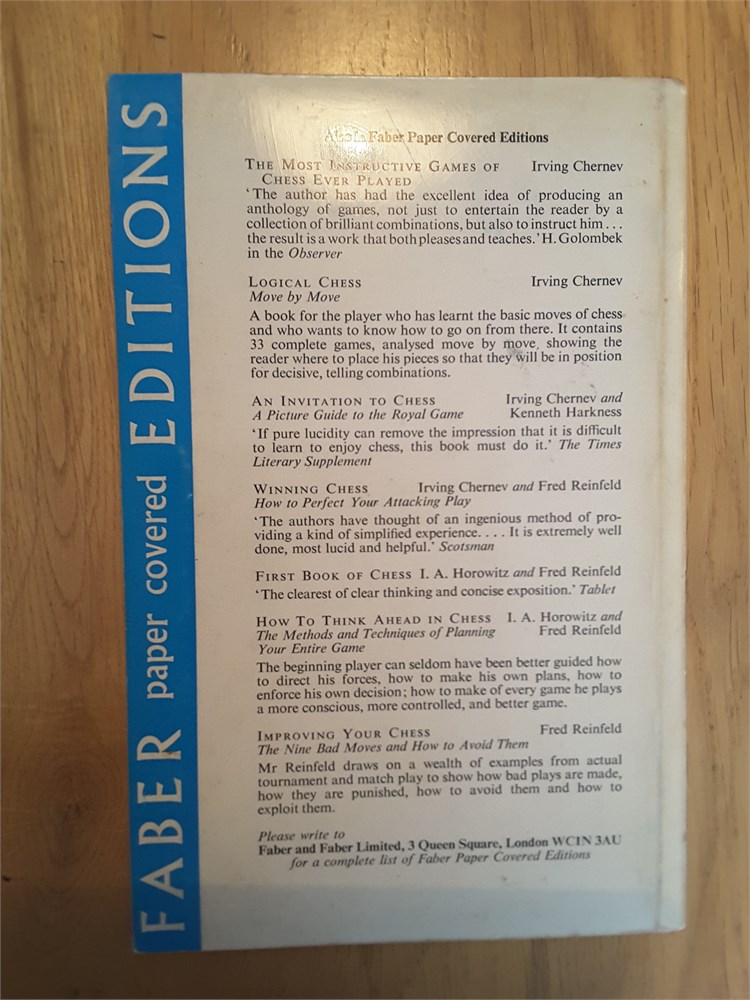 FABER paper covered EDITIONS
Also in Faber Paper Covered Editions
THE MOST INSTRUCTIVE GAMES OF Irving Chernev
CHESS EVER PLAYED
‘The author has had the excellent idea of producing an
anthology of games, not just to entertain the reader by a
collection of brilliant combinations, but also to instruct him...
the result is a work that both pleases and teaches.’ H. Golombek
in the Observer
LOGICAL CHESS Irving Chernev
Move by Move
A book for the player who has learnt the basic moves of chess
and who wants to know how to go on from there. It contains
33 complete games, analysed move by move, showing the
reader where to place his pieces so that they will be in position
for decisive, telling combinations.
AN INVITATION TO CHESS Irving Chernev and
A Picture Guide to the Royal Game Kenneth Harkness
‘If pure lucidity can remove the impression that it is difficult
to learn to enjoy chess, this book must do it.’ The Times
Literary Supplement
WINNING CHESS Irving Chernev and Fred Reinfeld
How to Perfect Your Attacking Play
‘The authors have thought of an ingenious method of pro-
viding a kind of simplified experience.... It is extremely well
done, most lucid and helpful.’ Scotsman
FIRST BOOK OF CHESS I. A. Horowitz and Fred Reinfeld
‘The clearest of clear thinking and concise exposition.’ Tablet
HOW TO THINK AHEAD IN CHESS I. A. Horowitz and
The Methods and Techniques of Planning Fred Reinfeld
Your Entire Game
The beginning player can seldom have been better guided how
to direct his forces, how to make his own plans, how to
enforce his own decision; how to make of every game he plays
a more conscious, more controlled, and better game.
IMPROVING YOUR CHESS Fred Reinfeld
The Nine Bad Moves and How to Avoid Them
Mr Reinfeld draws on a wealth of examples from actual
tournament and match play to show how bad plays are made,
how they are punished, how to avoid them and how to
exploit them.
Please write to
Faber and Faber Limited, 3 Queen Square, London WC1N 3AU
for a complete list of Faber Paper Covered Editions